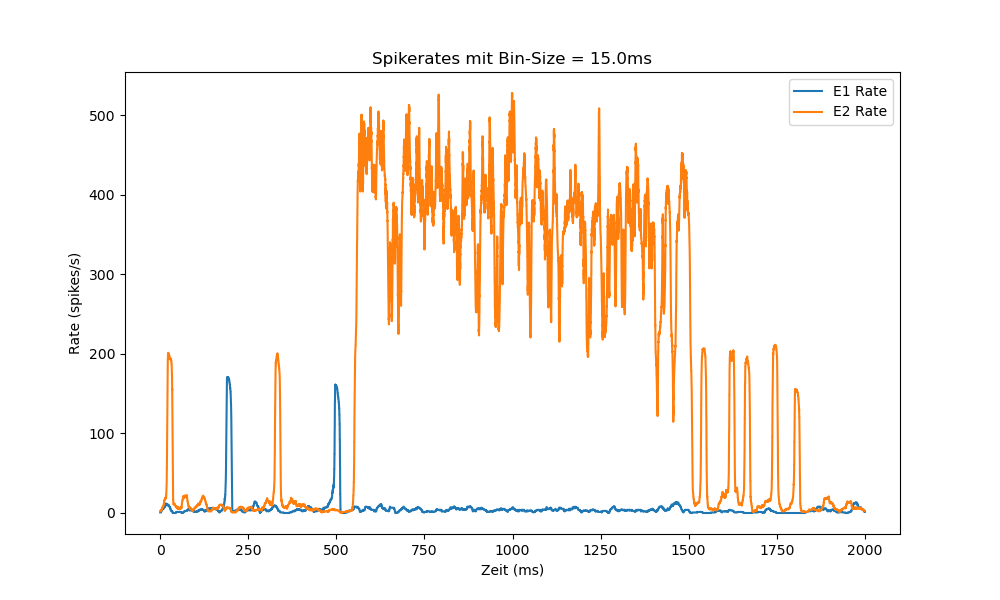 Spikerates mit Bin-Size = 15.0ms
E1 Rate
E2 Rate
500
400
300
200
100
0
Rate (spikes/s)
0 250 500 750 1000 1250 1500 1750 2000
Zeit (ms)